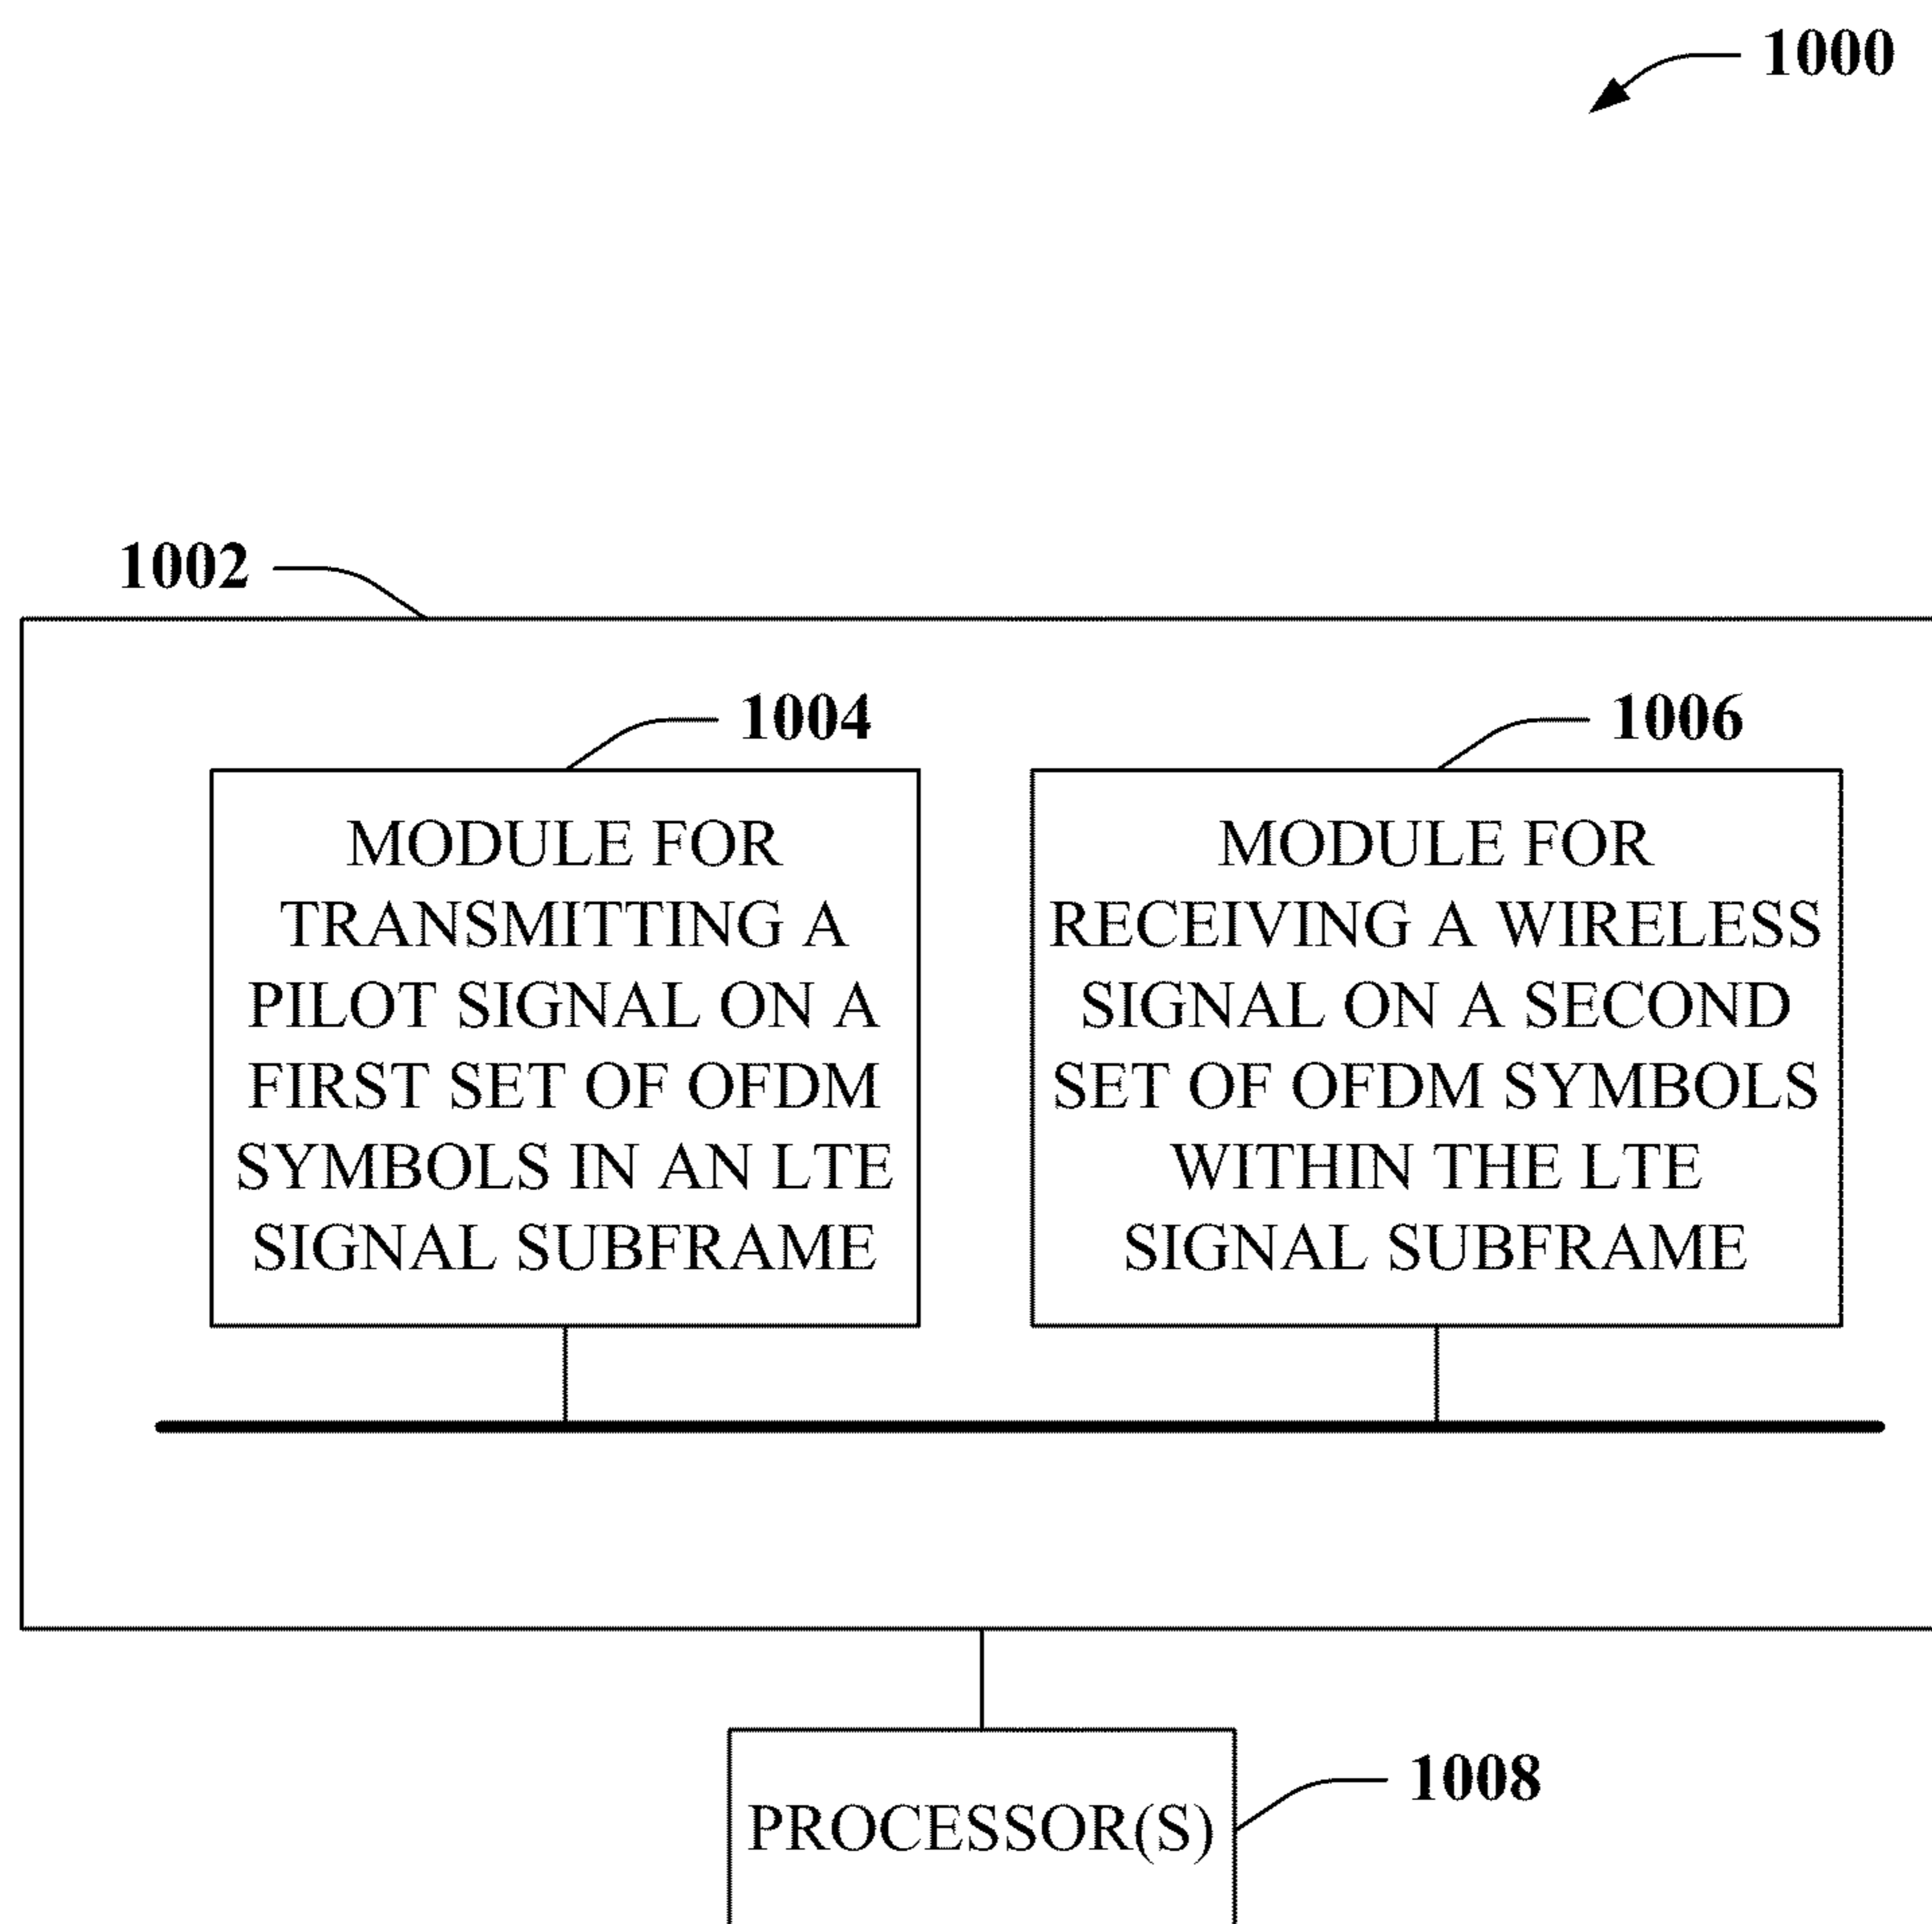 1000
1002
1004
1006
MODULE FOR
TRANSMITTING A
PILOT SIGNAL ON A
FIRST SET OF OFDM
SYMBOLS IN AN LTE
SIGNAL SUBFRAME
MODULE FOR
RECEIVING A WIRELESS
SIGNAL ON A SECOND
SET OF OFDM SYMBOLS
WITHIN THE LTE
SIGNAL SUBFRAME
1008
PROCESSOR(S)